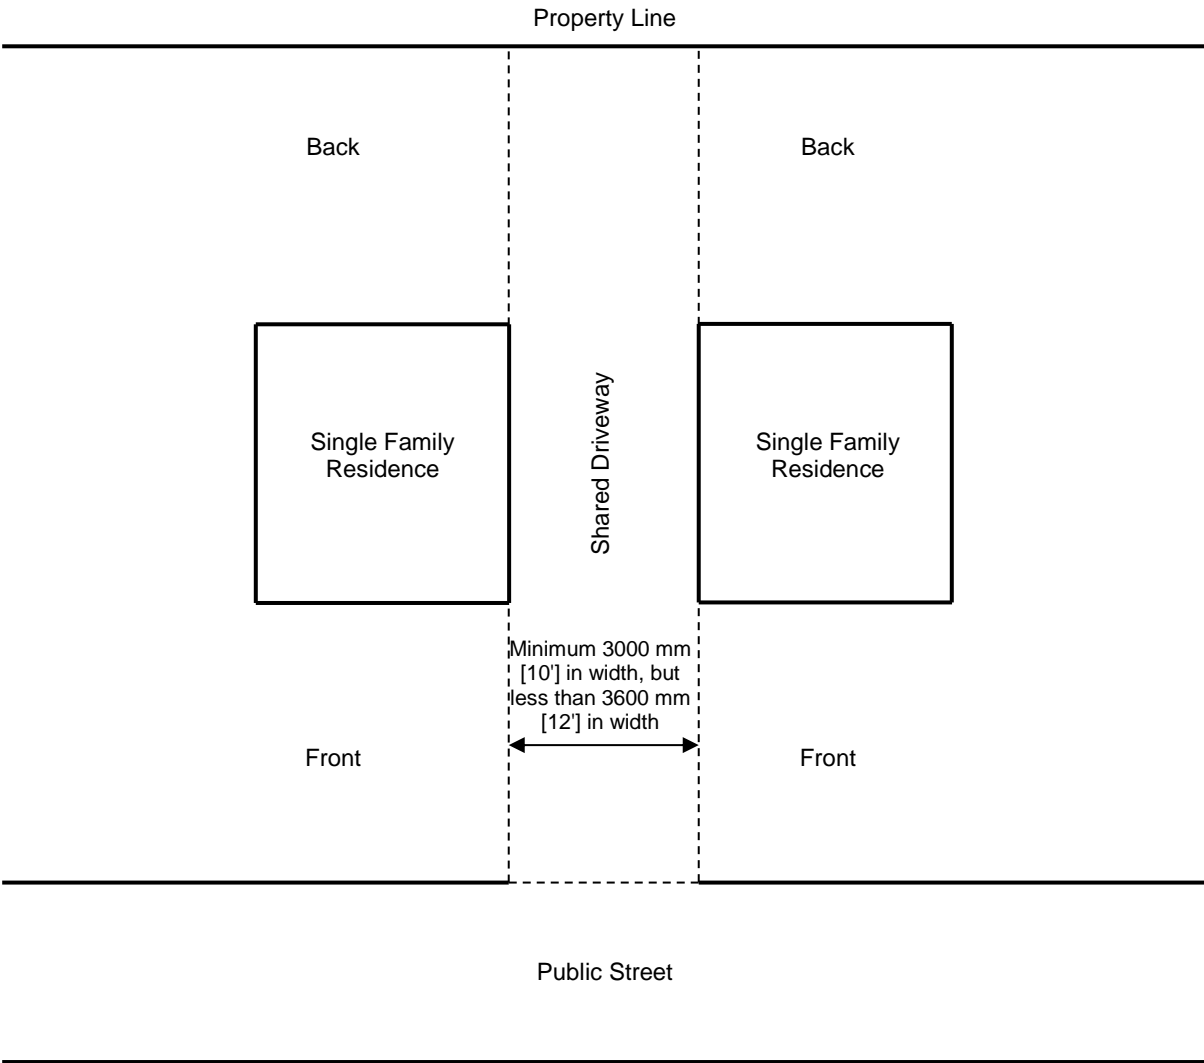 Property Line
Back
Back
Single Family
Residence
Shared Driveway
Single Family
Residence
Minimum 3000 mm
[10'] in width, but
less than 3600 mm
[12'] in width
Front
Front
Public Street